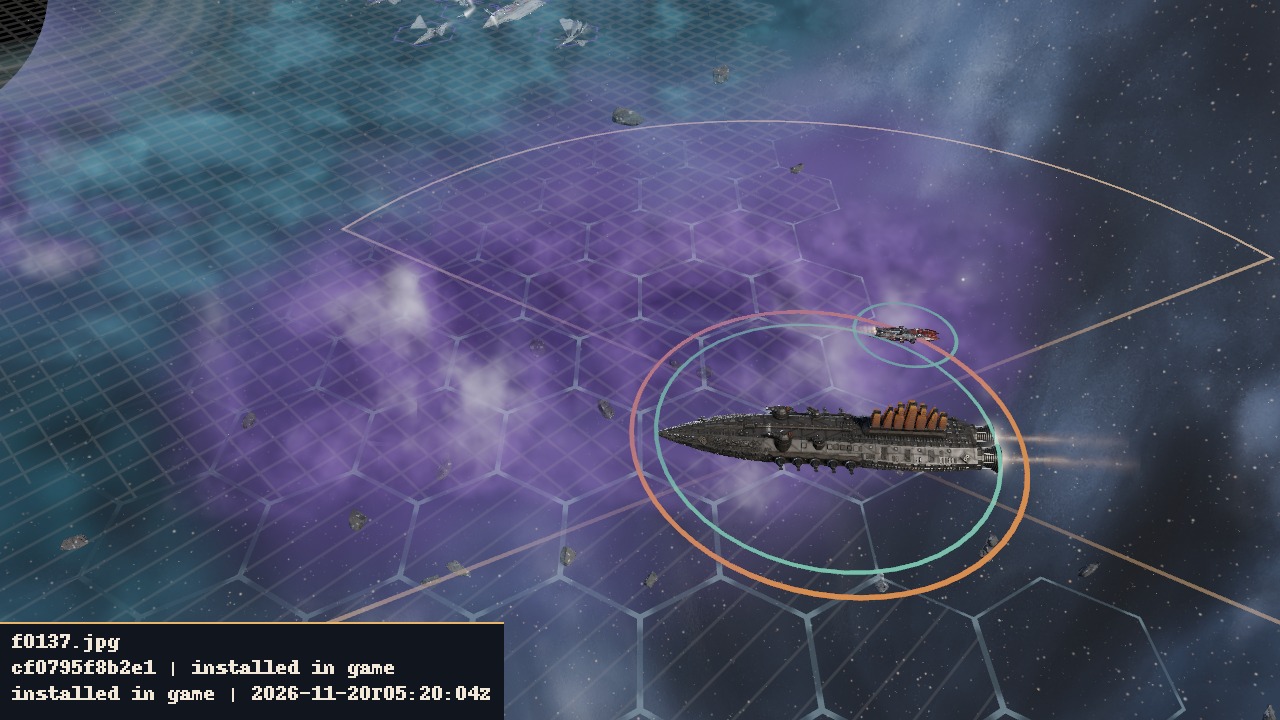 f0137.jpg
cf0795f8b2e1 | installed in game
installed in game | 2026-11-20T05:20:04Z